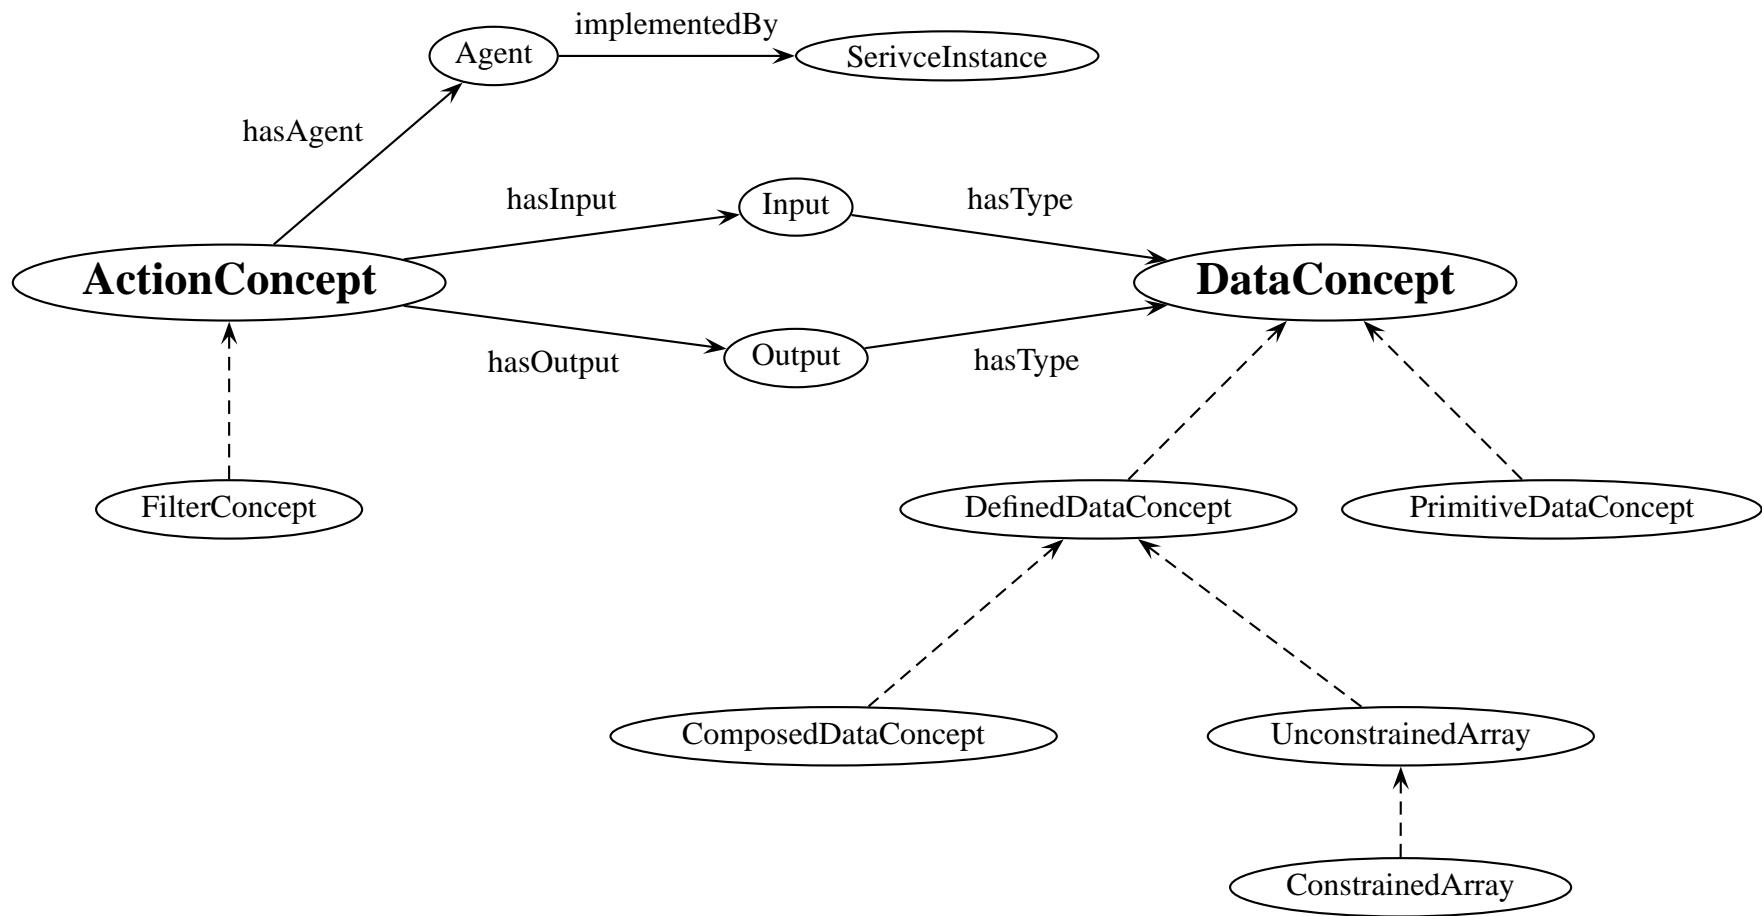 implementedBy
Agent
SerivceInstance
hasAgent
hasInput
Input
hasType
ActionConcept
DataConcept
hasOutput
Output
hasType
FilterConcept
DefinedDataConcept
PrimitiveDataConcept
ComposedDataConcept
UnconstrainedArray
ConstrainedArray